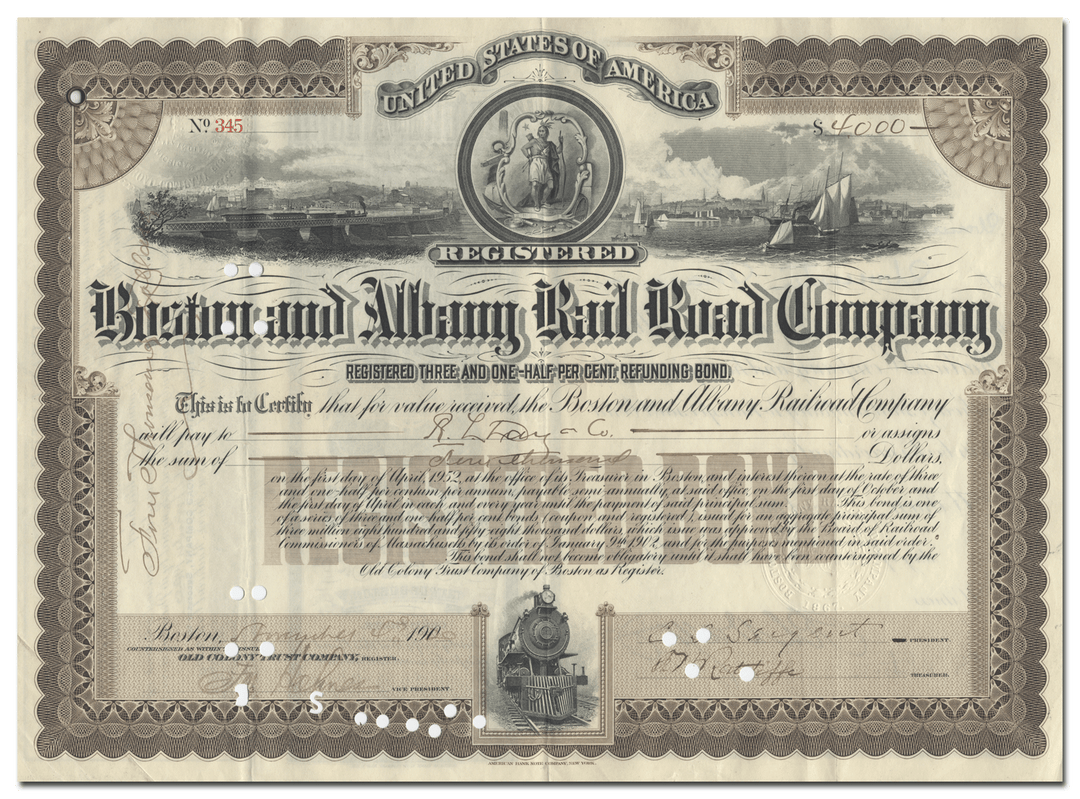 UNITED STATES OF AMERICA
Nº 345
$ 4000
REGISTERED
Boston and Albany Rail Road Company
REGISTERED THREE AND ONE-HALF PER CENT. REFUNDING BOND.
This is to Certify that for value received, the Boston and Albany Railroad Company
will pay to R. L. Day & Co. or assigns
the sum of Dollars,
on the first day of April 1952, at the office of its Treasurer in Boston, and interest thereon at the rate of three
and one half per centum per annum, payable semi-annually, at said office, on the first day of October and
the first day of April in each and every year until the payment of said principal sum. This bond is one
of a series of three and one half per cent bonds (coupon and registered), issued for an aggregate principal sum of
three million eight hundred and fifty eight thousand dollars, which issue was approved by the Board of Railroad
Commissioners of Massachusetts by its order of January 9th 1902, "and for the purposes mentioned in said order."
This bond shall not become obligatory until it shall have been countersigned by the
Old Colony Trust Company of Boston as Register.
REGISTERED BOND
Boston, November 191
COUNTERSIGNED AS WITHIN ISSUE
OLD COLONY TRUST COMPANY, REGISTER.
VICE PRESIDENT
Sargent
PRESIDENT.
Ratcliffe
TREASURER.
AMERICAN BANK NOTE COMPANY, NEW YORK.